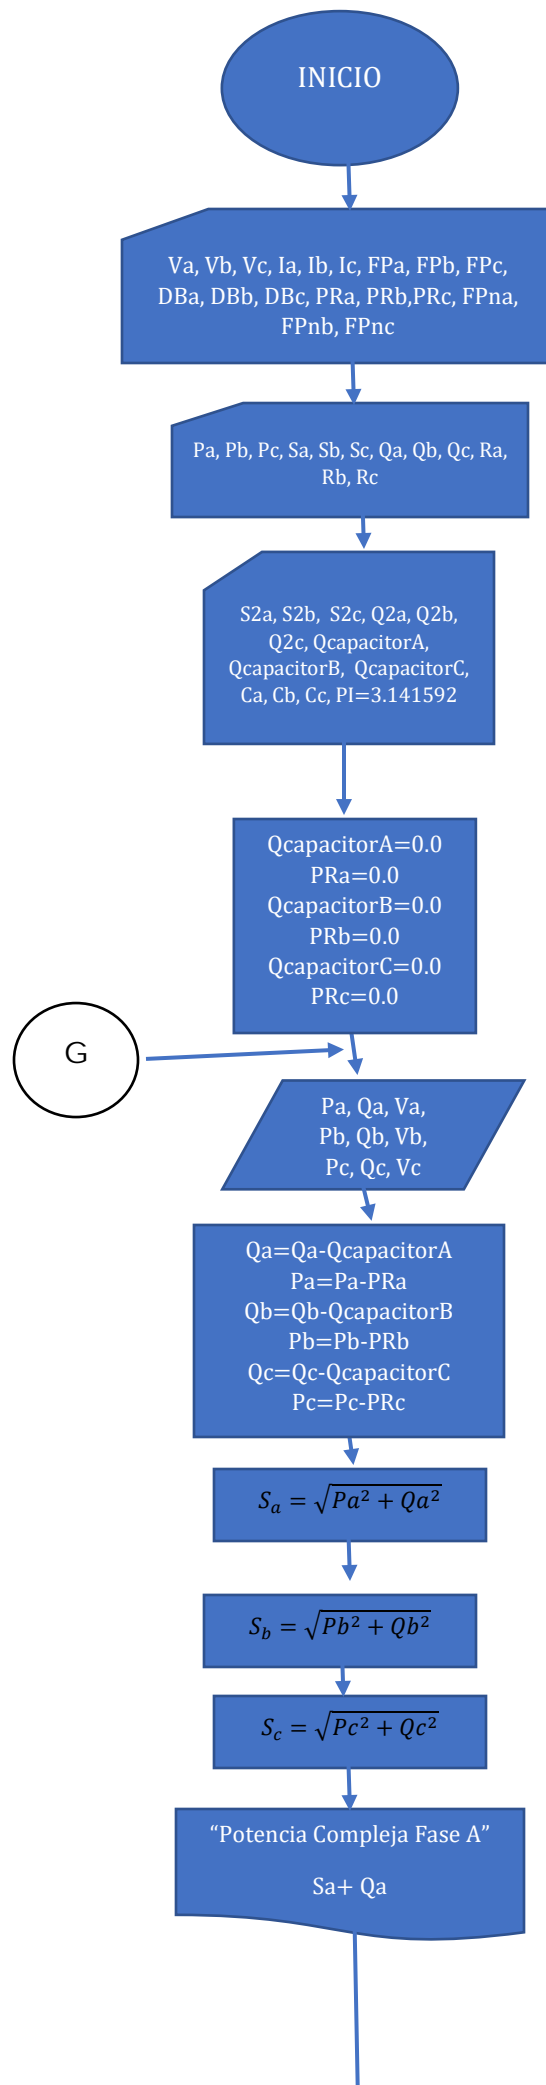 INICIO
Va, Vb, Vc, Ia, Ib, Ic, FPa, FPb, FPc,
DBa, DBb, DBc, PRa, PRb,PRc, FPna,
FPnb, FPnc
Pa, Pb, Pc, Sa, Sb, Sc, Qa, Qb, Qc, Ra,
Rb, Rc
S2a, S2b, S2c, Q2a, Q2b,
Q2c, QcapacitorA,
QcapacitorB, QcapacitorC,
Ca, Cb, Cc, PI=3.141592
QcapacitorA=0.0
PRa=0.0
QcapacitorB=0.0
PRb=0.0
QcapacitorC=0.0
PRc=0.0
G
Pa, Qa, Va,
Pb, Qb, Vb,
Pc, Qc, Vc
Qa=Qa-QcapacitorA
Pa=Pa-PRa
Qb=Qb-QcapacitorB
Pb=Pb-PRb
Qc=Qc-QcapacitorC
Pc=Pc-PRc
Sₐ = √(Pa² + Qa²)
S_b = √(Pb² + Qb²)
S_c = √(Pc² + Qc²)
“Potencia Compleja Fase A”
Sa+ Qa